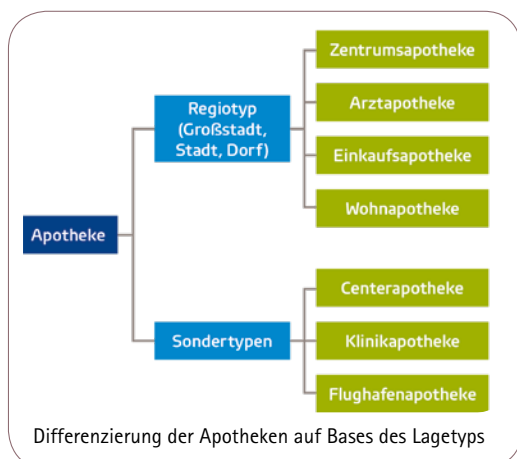 Zentrumsapotheke
Regiotyp
(Großstadt,
Stadt, Dorf)
Arztapotheke
Einkaufsapotheke
Wohnapotheke
Apotheke
Centerapotheke
Sondertypen
Klinikapotheke
Flughafenapotheke
Differenzierung der Apotheken auf Bases des Lagetyps